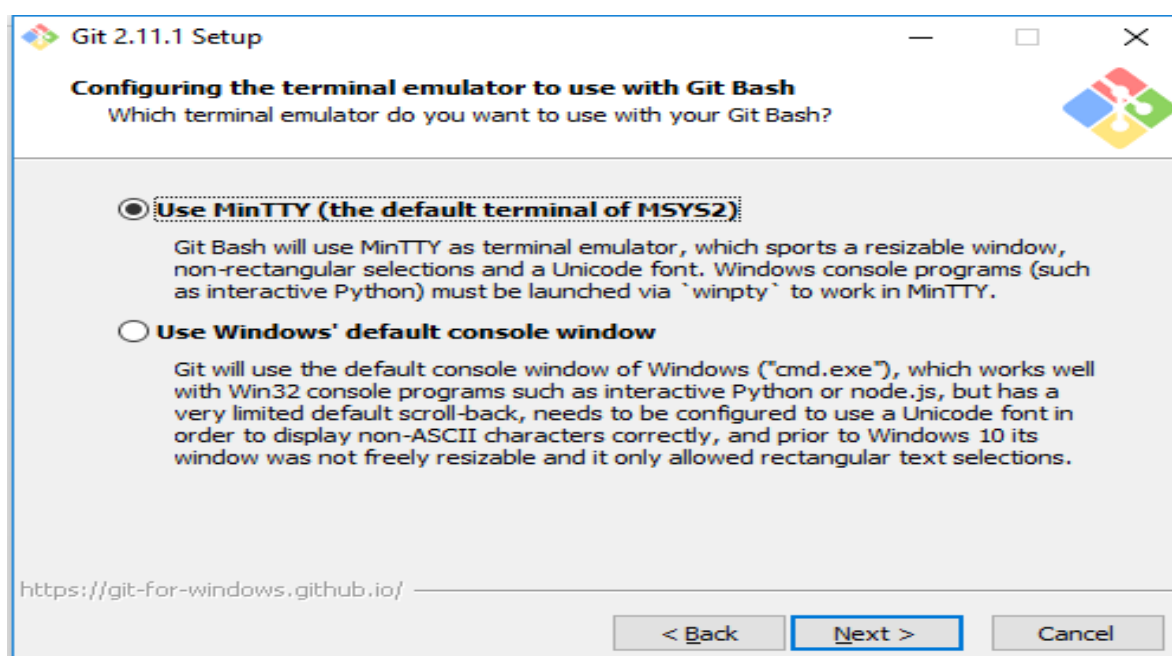 Git 2.11.1 Setup
Configuring the terminal emulator to use with Git Bash
Which terminal emulator do you want to use with your Git Bash?
Use MinTTY (the default terminal of MSYS2)
Git Bash will use MinTTY as terminal emulator, which sports a resizable window,
non-rectangular selections and a Unicode font. Windows console programs (such
as interactive Python) must be launched via `winpty` to work in MinTTY.
Use Windows' default console window
Git will use the default console window of Windows ("cmd.exe"), which works well
with Win32 console programs such as interactive Python or node.js, but has a
very limited default scroll-back, needs to be configured to use a Unicode font in
order to display non-ASCII characters correctly, and prior to Windows 10 its
window was not freely resizable and it only allowed rectangular text selections.
https://git-for-windows.github.io/
< Back Next > Cancel